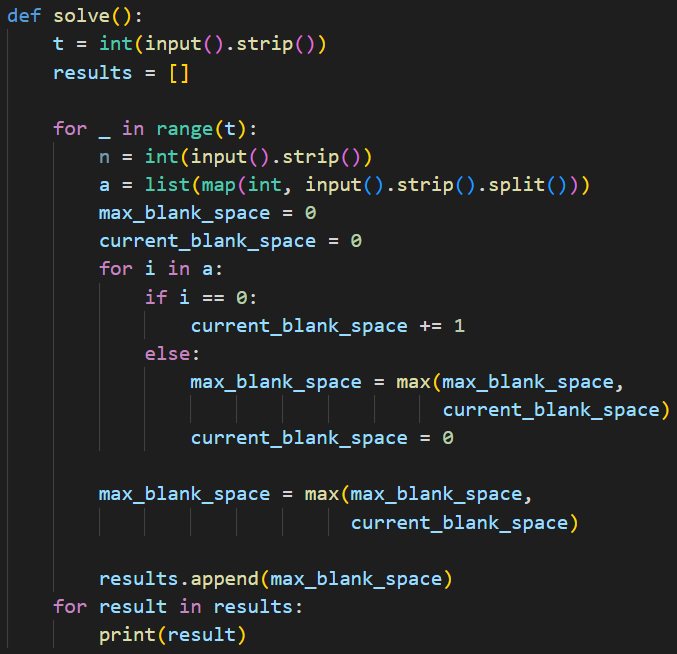 def solve():
    t = int(input().strip())
    results = []

    for _ in range(t):
        n = int(input().strip())
        a = list(map(int, input().strip().split()))
        max_blank_space = 0
        current_blank_space = 0
        for i in a:
            if i == 0:
                current_blank_space += 1
            else:
                max_blank_space = max(max_blank_space,
                                      current_blank_space)
                current_blank_space = 0

        max_blank_space = max(max_blank_space,
                              current_blank_space)

        results.append(max_blank_space)
    for result in results:
        print(result)